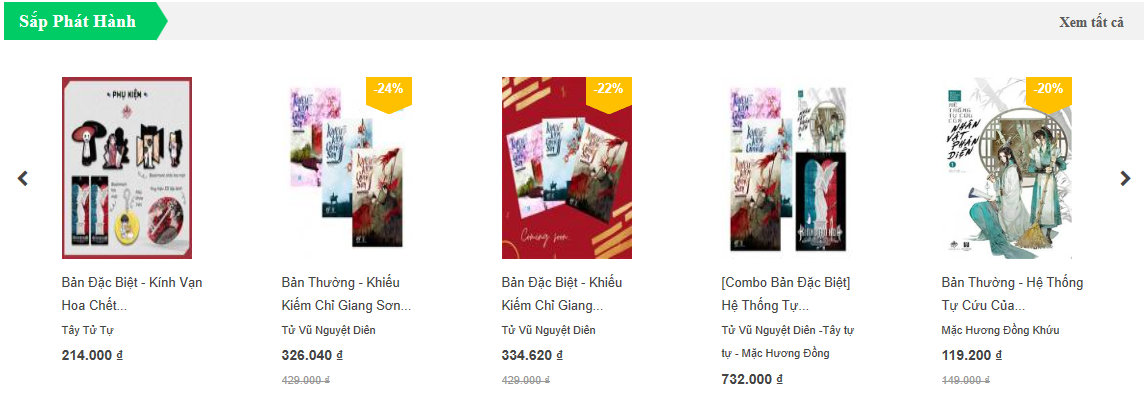 Sắp Phát Hành
Xem tất cả
PHỤ KIỆN
-24%
-22%
Coming soon
-20%
HỆ THỐNG
TỰ CỨU CỦA
NHÂN VẬT PHẢN DIỆN
1
Bản Đặc Biệt - Kính Vạn
Hoa Chết...
Tây Tử Tự
214.000 ₫
Bản Thường - Khiếu
Kiếm Chỉ Giang Sơn...
Tử Vũ Nguyệt Diên
326.040 ₫
429.000 ₫
Bản Đặc Biệt - Khiếu
Kiếm Chỉ Giang...
Tử Vũ Nguyệt Diên
334.620 ₫
429.000 ₫
[Combo Bản Đặc Biệt]
Hệ Thống Tự...
Tử Vũ Nguyệt Diên -Tây tự
tự - Mặc Hương Đồng
732.000 ₫
Bản Thường - Hệ Thống
Tự Cứu Của...
Mặc Hương Đồng Khứu
119.200 ₫
149.000 ₫